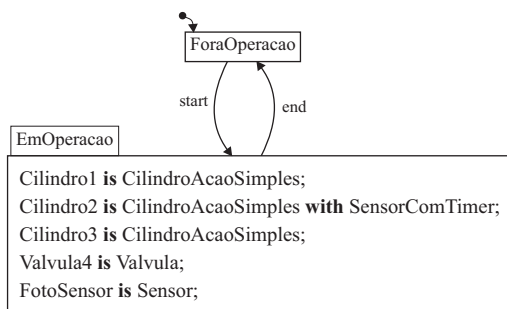 ForaOperacao
start
end
EmOperacao
Cilindro1 is CilindroAcaoSimples;
Cilindro2 is CilindroAcaoSimples with SensorComTimer;
Cilindro3 is CilindroAcaoSimples;
Valvula4 is Valvula;
FotoSensor is Sensor;